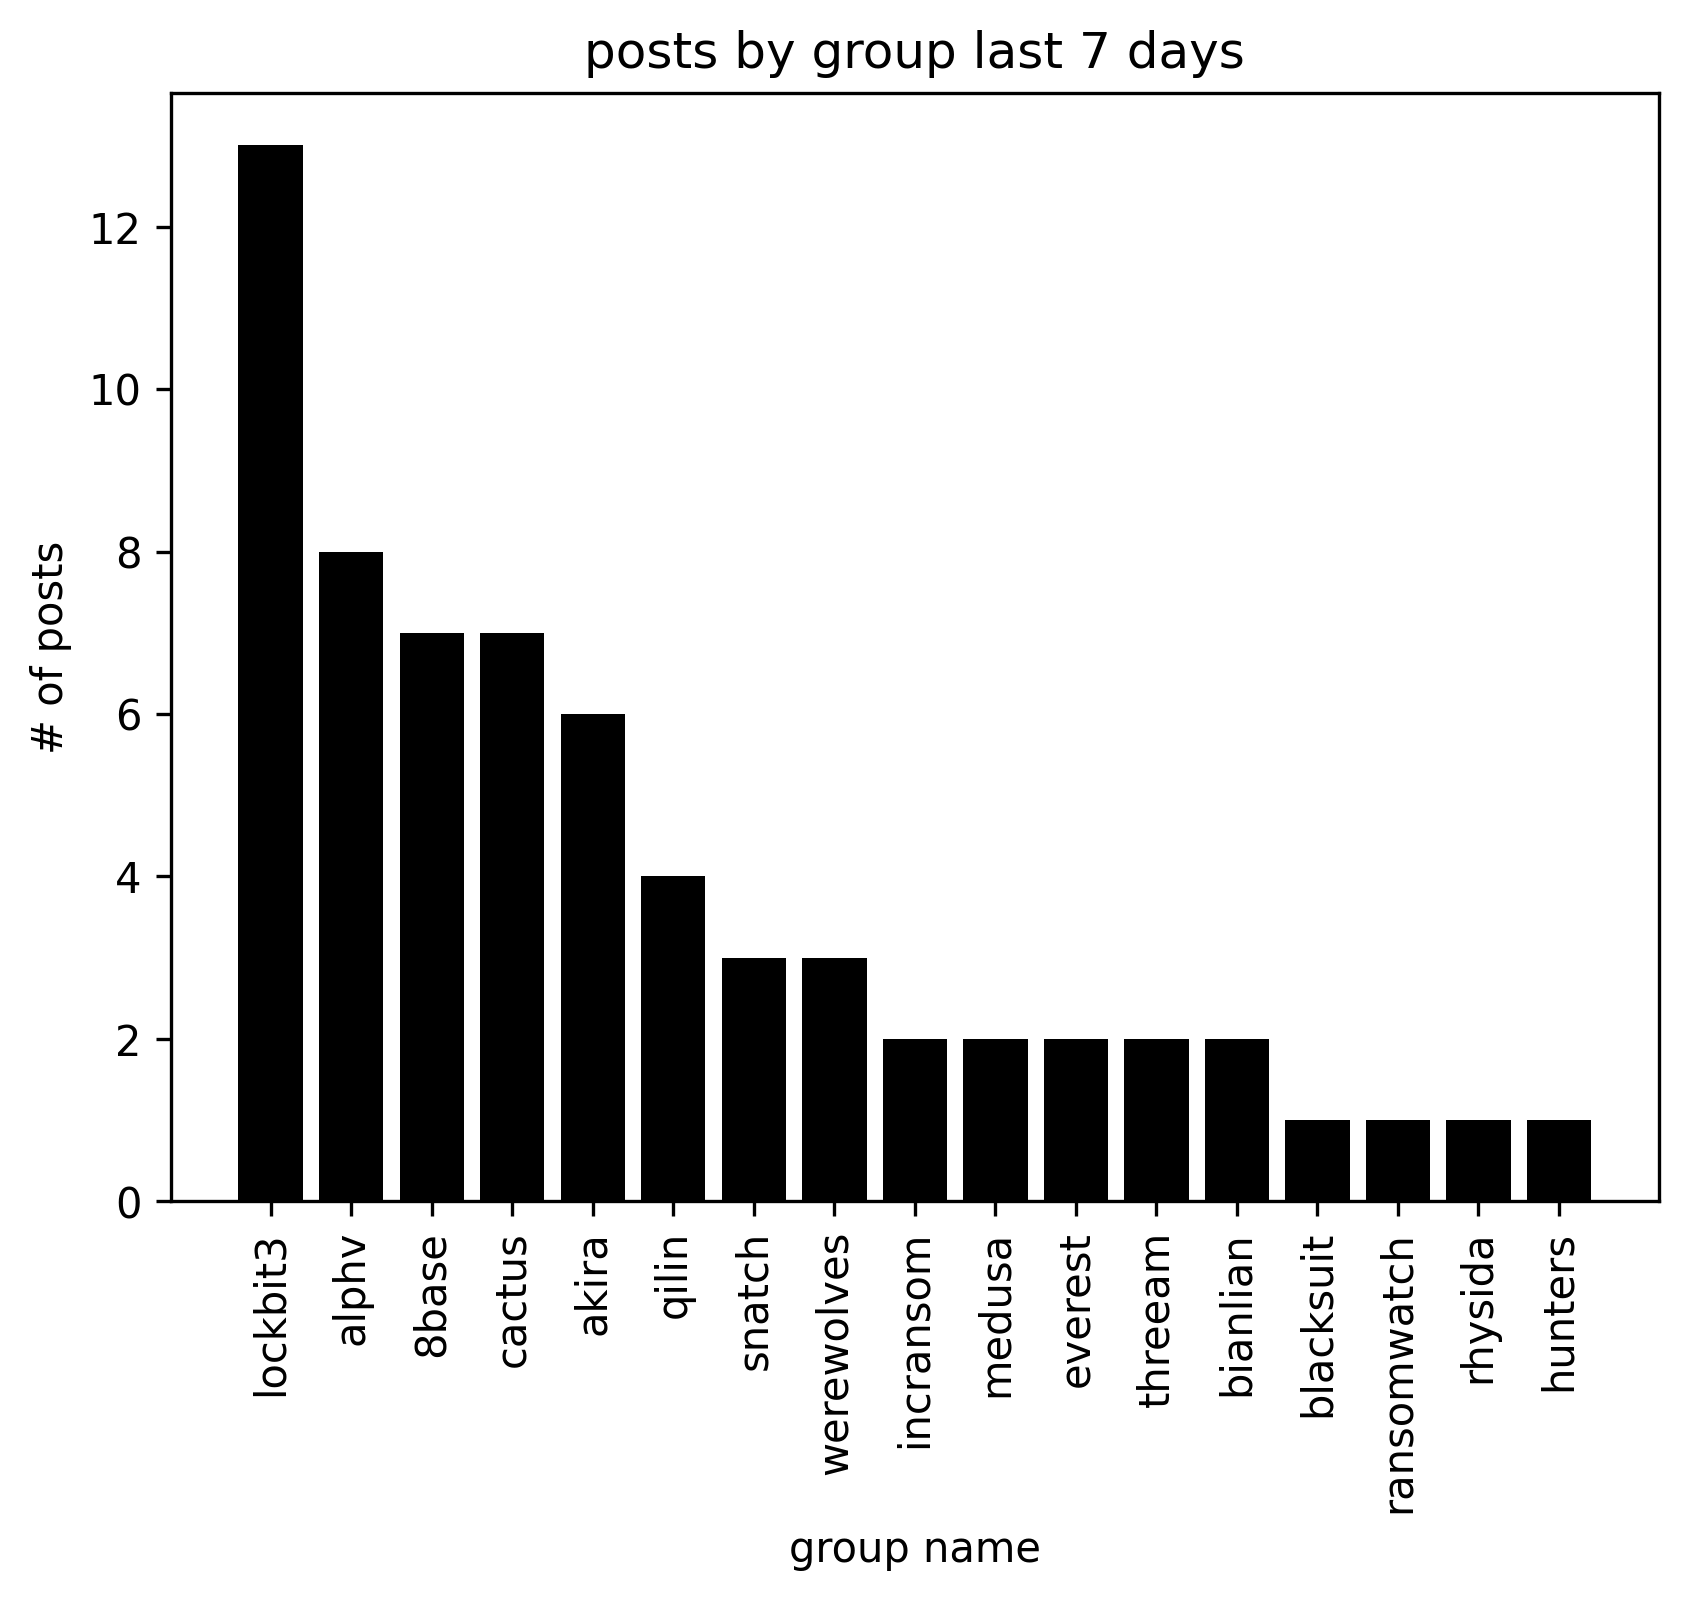 posts by group last 7 days
12
10
8
6
4
2
0
# of posts
lockbit3
alphv
8base
cactus
akira
qilin
snatch
werewolves
incransom
medusa
everest
threeam
bianlian
blacksuit
ransomwatch
rhysida
hunters
group name